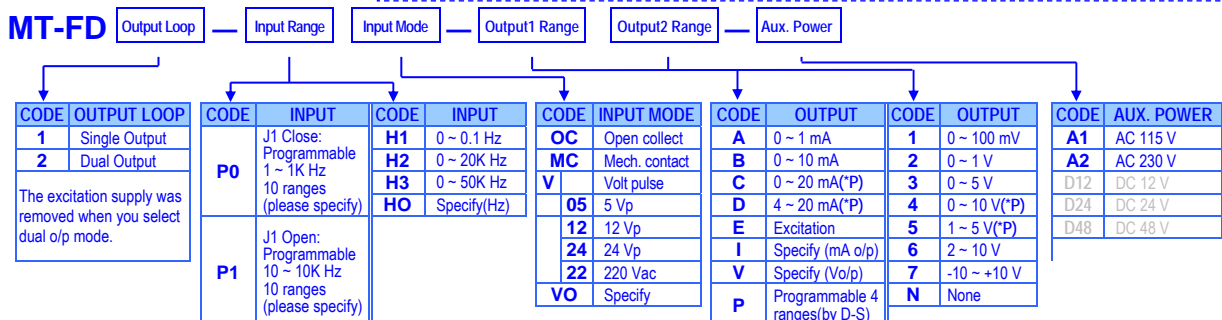 MT-FD Output Loop — Input Range Input Mode — Output1 Range Output2 Range — Aux. Power
CODE OUTPUT LOOP
1 Single Output
2 Dual Output
The excitation supply was
removed when you select
dual o/p mode.
CODE INPUT
P0
J1 Close:
Programmable
1 ~ 1K Hz
10 ranges
(please specify)
P1
J1 Open:
Programmable
10 ~ 10K Hz
10 ranges
(please specify)
CODE INPUT
H1 0 ~ 0.1 Hz
H2 0 ~ 20K Hz
H3 0 ~ 50K Hz
HO Specify(Hz)
CODE INPUT MODE
OC Open collect
MC Mech. contact
V Volt pulse
05 5 Vp
12 12 Vp
24 24 Vp
22 220 Vac
VO Specify
CODE OUTPUT
A 0 ~ 1 mA
B 0 ~ 10 mA
C 0 ~ 20 mA(*P)
D 4 ~ 20 mA(*P)
E Excitation
I Specify (mA o/p)
V Specify (Vo/p)
P Programmable 4
ranges(by D-S)
CODE OUTPUT
1 0 ~ 100 mV
2 0 ~ 1 V
3 0 ~ 5 V
4 0 ~ 10 V(*P)
5 1 ~ 5 V(*P)
6 2 ~ 10 V
7 -10 ~ +10 V
N None
CODE AUX. POWER
A1 AC 115 V
A2 AC 230 V
D12 DC 12 V
D24 DC 24 V
D48 DC 48 V